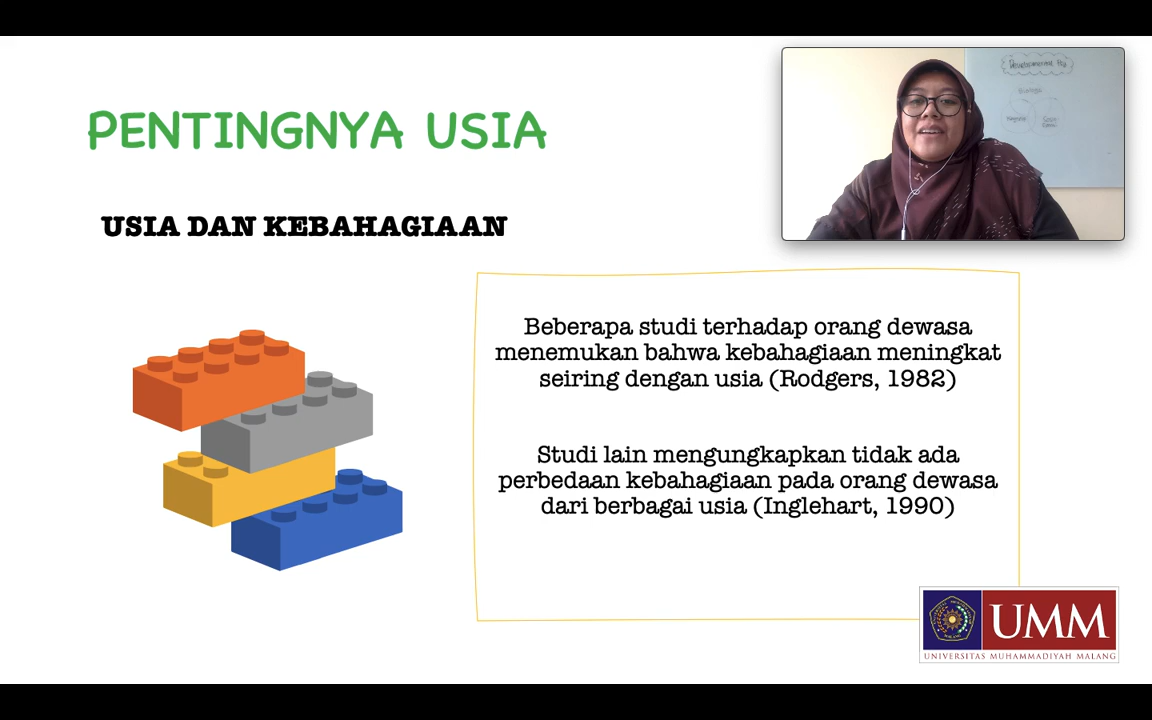 PENTINGNYA USIA
USIA DAN KEBAHAGIAAN
Beberapa studi terhadap orang dewasa
menemukan bahwa kebahagiaan meningkat
seiring dengan usia (Rodgers, 1982)
Studi lain mengungkapkan tidak ada
perbedaan kebahagiaan pada orang dewasa
dari berbagai usia (Inglehart, 1990)
UMM
UNIVERSITAS MUHAMMADIYAH MALANG